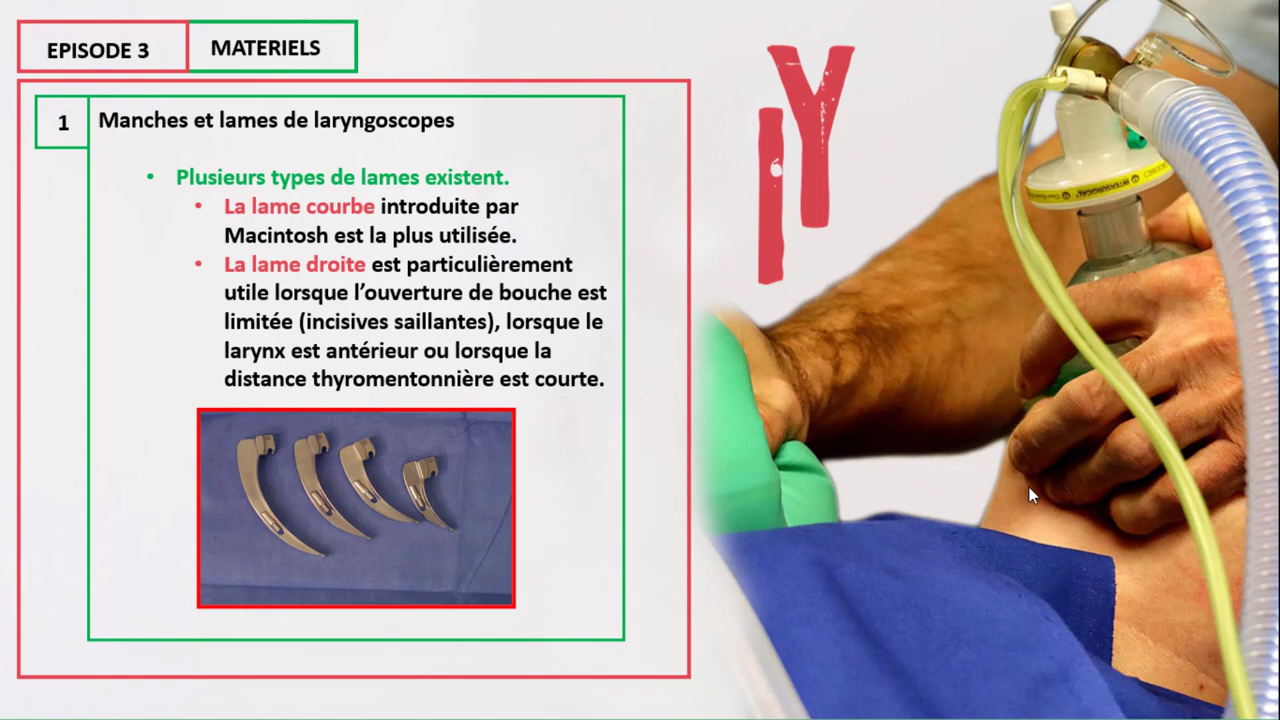 EPISODE 3
MATERIELS
1
Manches et lames de laryngoscopes
• Plusieurs types de lames existent.
• La lame courbe introduite par
Macintosh est la plus utilisée.
• La lame droite est particulièrement
utile lorsque l’ouverture de bouche est
limitée (incisives saillantes), lorsque le
larynx est antérieur ou lorsque la
distance thyromentonnière est courte.
INTERSURGICAL